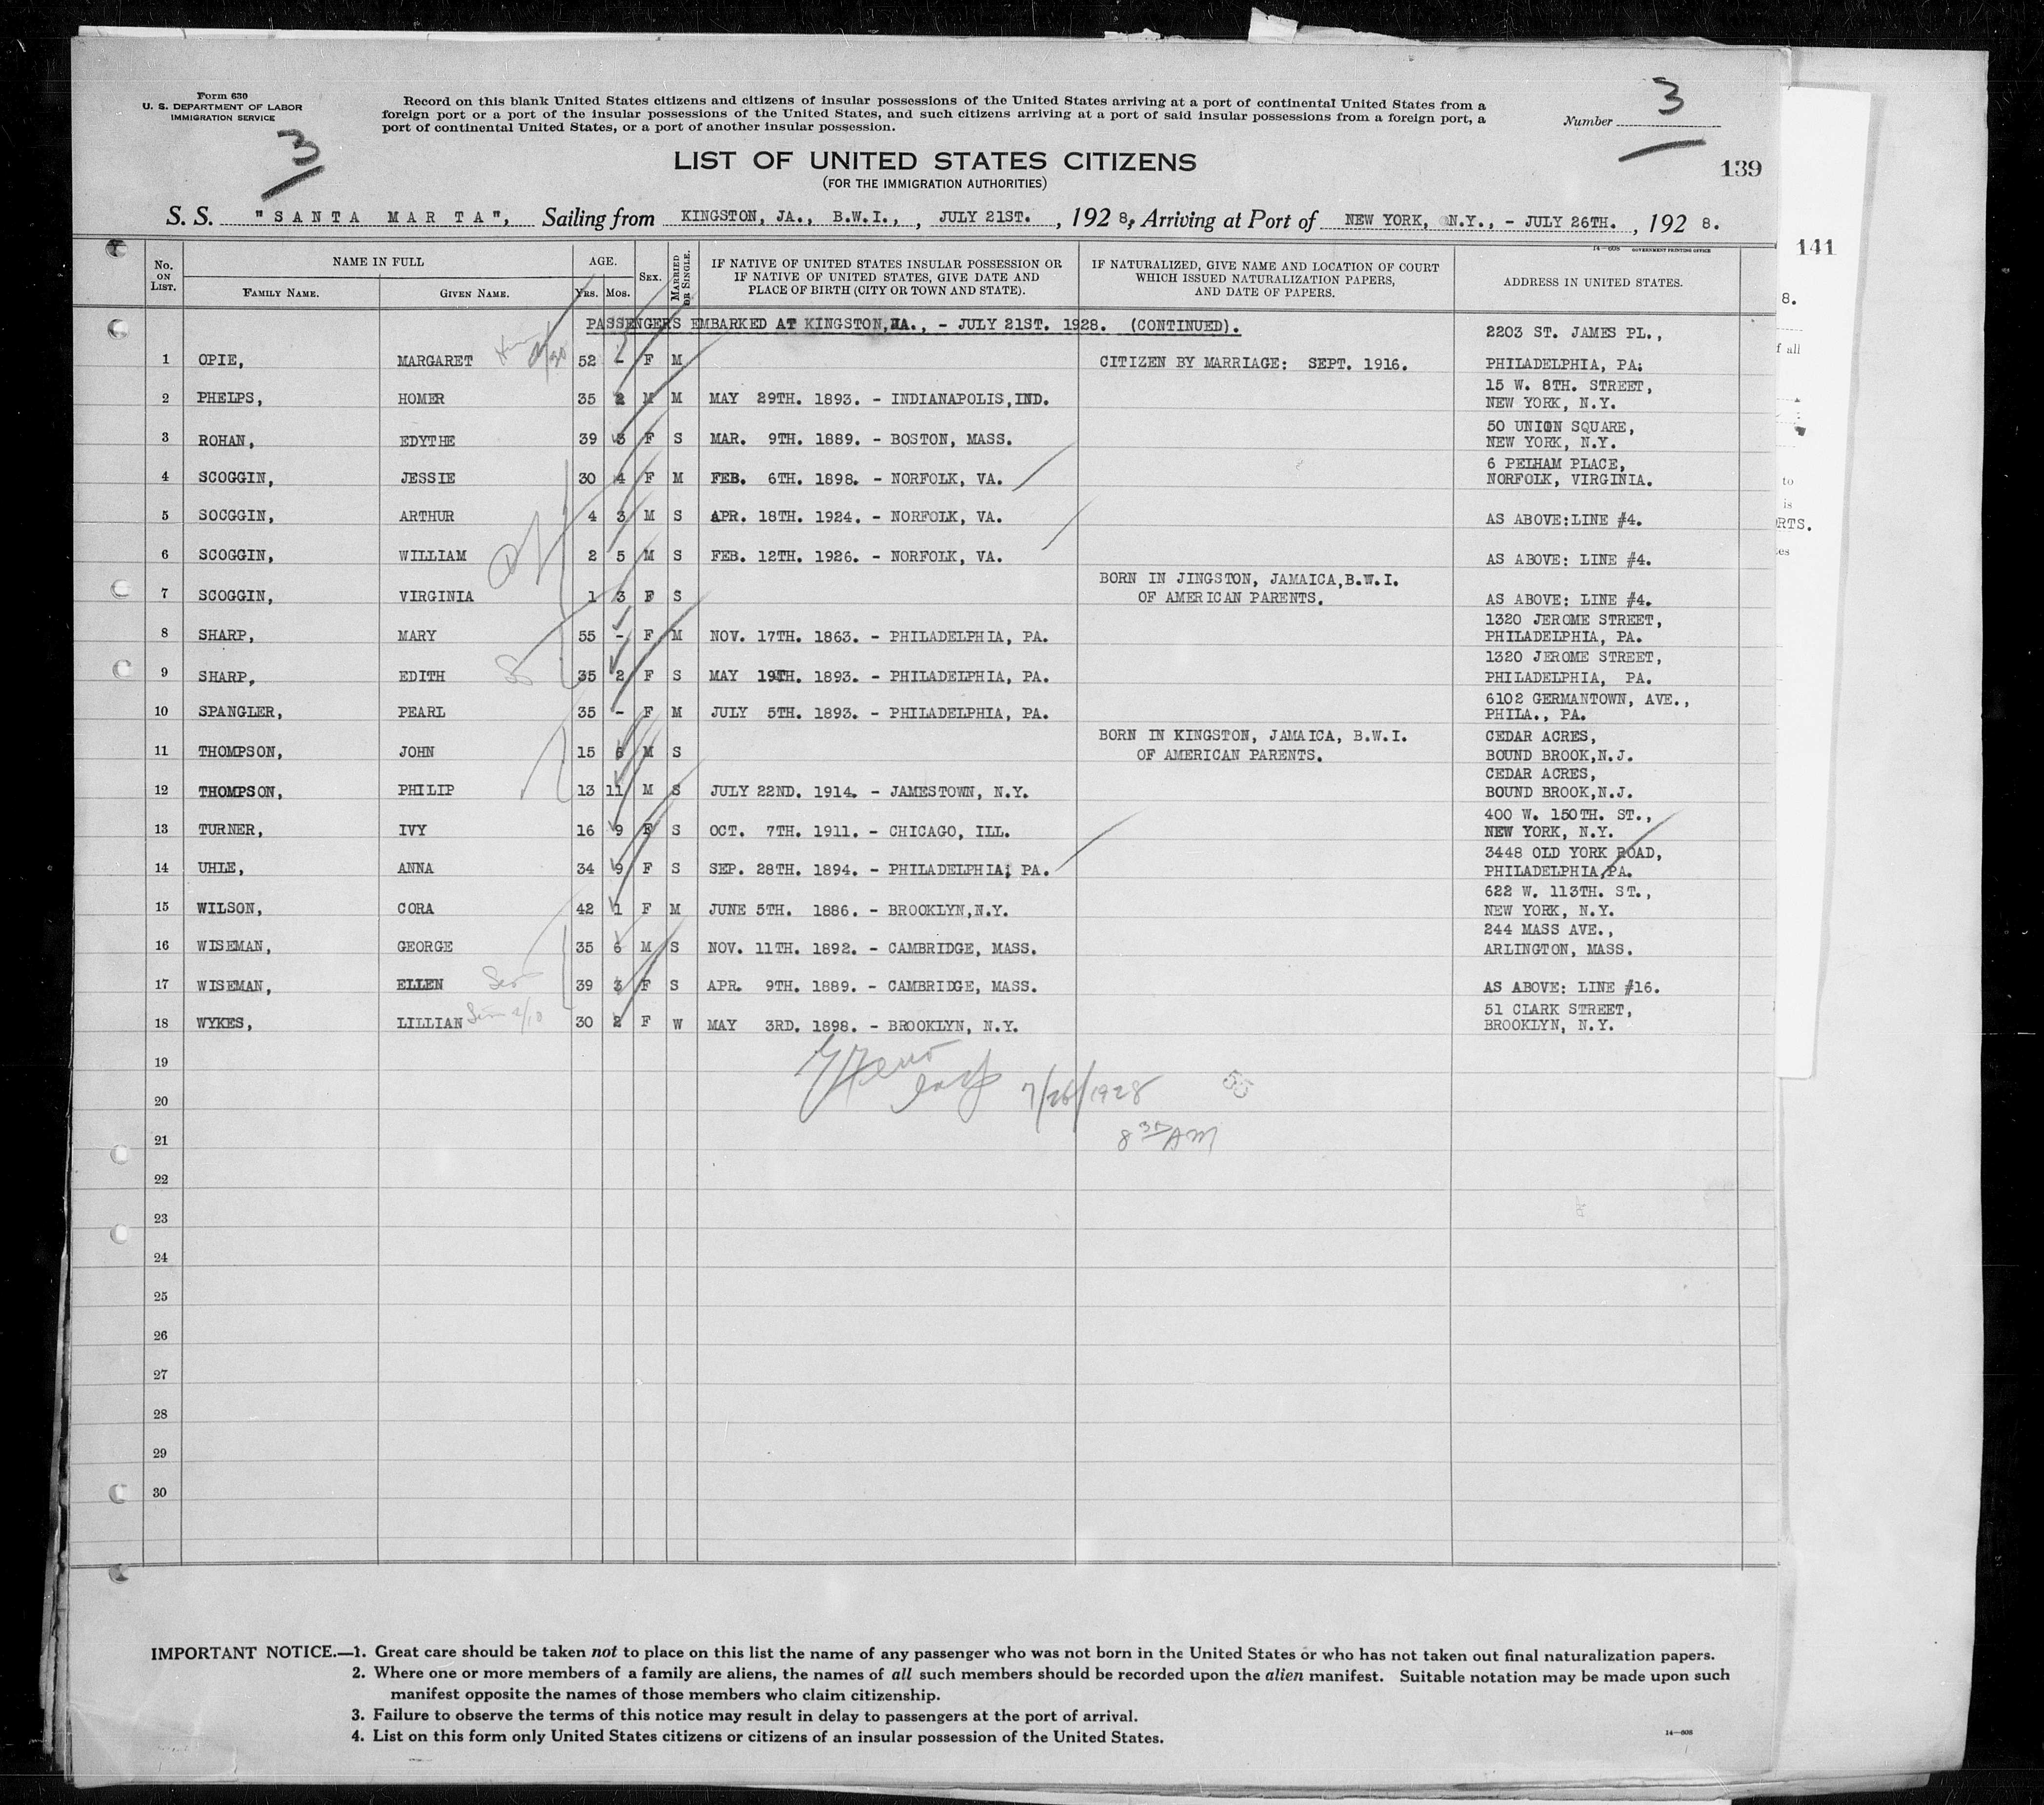 Form 630
U. S. DEPARTMENT OF LABOR
IMMIGRATION SERVICE
3
Record on this blank United States citizens and citizens of insular possessions of the United States arriving at a port of continental United States from a
foreign port or a port of the insular possessions of the United States, and such citizens arriving at a port of said insular possessions from a foreign port, a
port of continental United States, or a port of another insular possession.
Number 3
LIST OF UNITED STATES CITIZENS
(FOR THE IMMIGRATION AUTHORITIES)
139
S. S. "SANTA MARTA", Sailing from KINGSTON, JA., B.W.I., , JULY 21ST. , 192 8, Arriving at Port of NEW YORK, N.Y., - JULY 26TH. , 192 8.
14—608 GOVERNMENT PRINTING OFFICE
No. ON LIST. NAME IN FULL AGE. SEX. MARRIED OR SINGLE. IF NATIVE OF UNITED STATES INSULAR POSSESSION OR IF NATIVE OF UNITED STATES, GIVE DATE AND PLACE OF BIRTH (CITY OR TOWN AND STATE). IF NATURALIZED, GIVE NAME AND LOCATION OF COURT WHICH ISSUED NATURALIZATION PAPERS, AND DATE OF PAPERS. ADDRESS IN UNITED STATES.
FAMILY NAME. GIVEN NAME. YRS. MOS.
PASSENGERS EMBARKED AT KINGSTON, JA., - JULY 21ST. 1928. (CONTINUED).
2203 ST. JAMES PL.,
1 OPIE, MARGARET 52 - F M CITIZEN BY MARRIAGE: SEPT. 1916. PHILADELPHIA, PA;
15 W. 8TH. STREET,
2 PHELPS, HOMER 35 2 M M MAY 29TH. 1893. - INDIANAPOLIS, IND. NEW YORK, N.Y.
50 UNION SQUARE,
3 ROHAN, EDYTHE 39 3 F S MAR. 9TH. 1889. - BOSTON, MASS. NEW YORK, N.Y.
6 PELHAM PLACE,
4 SCOGGIN, JESSIE 30 4 F M FEB. 6TH. 1898. - NORFOLK, VA. NORFOLK, VIRGINIA.
5 SOCGGIN, ARTHUR 4 3 M S APR. 18TH. 1924. - NORFOLK, VA. AS ABOVE:LINE #4.
6 SCOGGIN, WILLIAM 2 5 M S FEB. 12TH. 1926. - NORFOLK, VA. AS ABOVE: LINE #4.
BORN IN JINGSTON, JAMAICA,B.W.I.
7 SCOGGIN, VIRGINIA 1 3 F S OF AMERICAN PARENTS. AS ABOVE: LINE #4.
1320 JEROME STREET,
8 SHARP, MARY 55 - F M NOV. 17TH. 1863. - PHILADELPHIA, PA. PHILADELPHIA, PA.
1320 JEROME STREET,
9 SHARP, EDITH 35 2 F S MAY 19TH. 1893. - PHILADELPHIA, PA. PHILADELPHIA, PA.
6102 GERMANTOWN, AVE.,
10 SPANGLER, PEARL 35 - F M JULY 5TH. 1893. - PHILADELPHIA, PA. PHILA., PA.
BORN IN KINGSTON, JAMAICA, B.W.I. CEDAR ACRES,
11 THOMPSON, JOHN 15 6 M S OF AMERICAN PARENTS. BOUND BROOK,N.J.
CEDAR ACRES,
12 THOMPSON, PHILIP 13 11 M S JULY 22ND. 1914. - JAMESTOWN, N.Y. BOUND BROOK,N.J.
400 W. 150TH. ST.,
13 TURNER, IVY 16 9 F S OCT. 7TH. 1911. - CHICAGO, ILL. NEW YORK, N.Y.
3448 OLD YORK ROAD,
14 UHLE, ANNA 34 9 F S SEP. 28TH. 1894. - PHILADELPHIA; PA. PHILADELPHIA,PA.
622 W. 113TH. ST.,
15 WILSON, CORA 42 1 F M JUNE 5TH. 1886. - BROOKLYN,N.Y. NEW YORK, N.Y.
244 MASS AVE.,
16 WISEMAN, GEORGE 35 6 M S NOV. 11TH. 1892. - CAMBRIDGE, MASS. ARLINGTON, MASS.
17 WISEMAN, ELLEN 39 3 F S APR. 9TH. 1889. - CAMBRIDGE, MASS. AS ABOVE: LINE #16.
51 CLARK STREET,
18 WYKES, LILLIAN 30 2 F W MAY 3RD. 1898. - BROOKLYN, N.Y. BROOKLYN, N.Y.
19
7/26/1928
55
20
8 30 AM
21
22
23
24
25
26
27
28
29
30
IMPORTANT NOTICE.—1. Great care should be taken not to place on this list the name of any passenger who was not born in the United States or who has not taken out final naturalization papers.
2. Where one or more members of a family are aliens, the names of all such members should be recorded upon the alien manifest. Suitable notation may be made upon such
manifest opposite the names of those members who claim citizenship.
3. Failure to observe the terms of this notice may result in delay to passengers at the port of arrival.
4. List on this form only United States citizens or citizens of an insular possession of the United States.
14—608
141
8.
f all
to
is
ORTS.
es